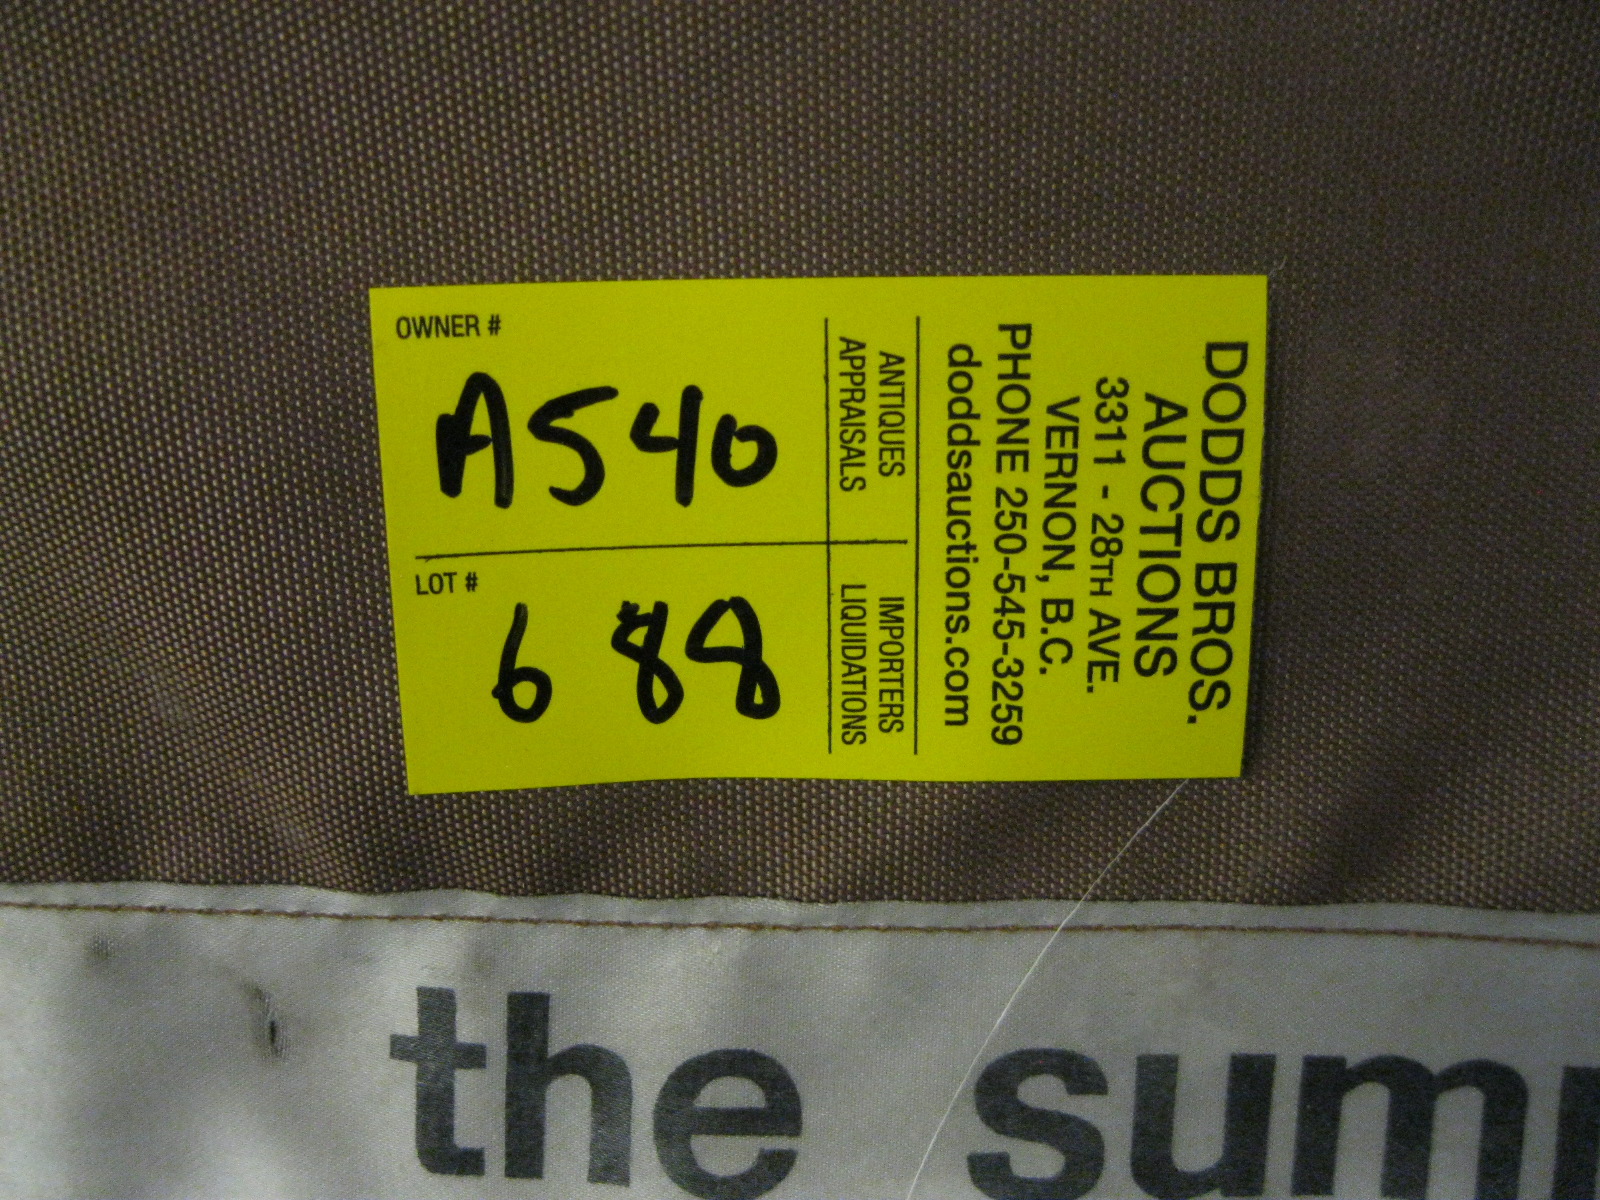 OWNER #
A540
LOT #
688
ANTIQUES
APPRAISALS
IMPORTERS
LIQUIDATIONS
DODDS BROS.
AUCTIONS
3311 - 28TH AVE.
VERNON, B.C.
PHONE 250-545-3259
doddsauctions.com
the